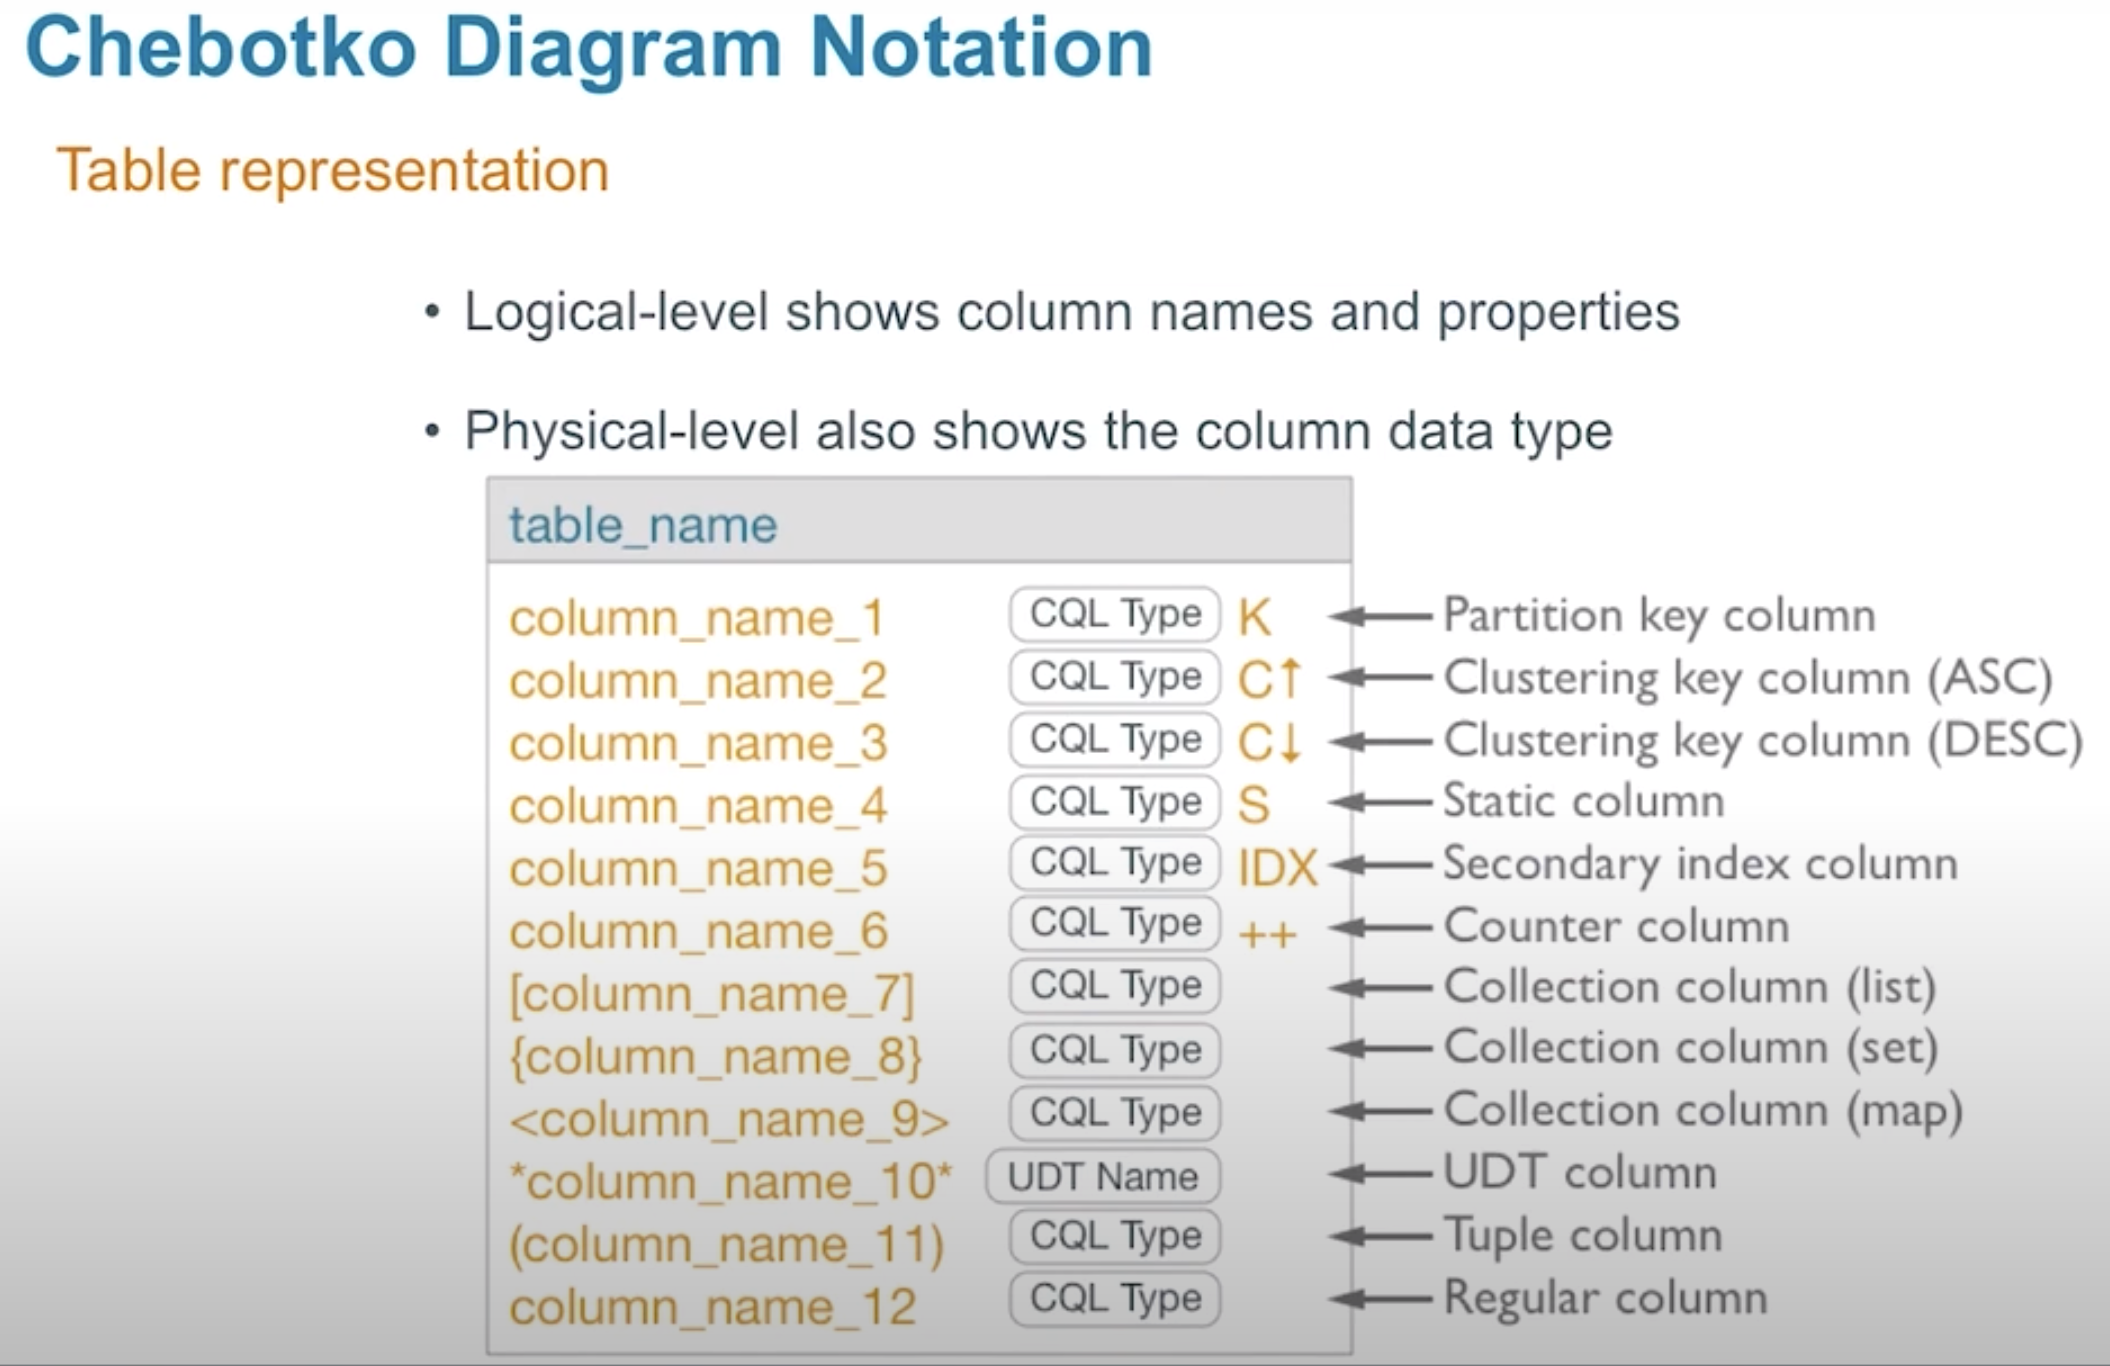 Chebotko Diagram Notation
Table representation
• Logical-level shows column names and properties
• Physical-level also shows the column data type
table_name
column_name_1 CQL Type K Partition key column
column_name_2 CQL Type C↑ Clustering key column (ASC)
column_name_3 CQL Type C↓ Clustering key column (DESC)
column_name_4 CQL Type S Static column
column_name_5 CQL Type IDX Secondary index column
column_name_6 CQL Type ++ Counter column
[column_name_7] CQL Type Collection column (list)
{column_name_8} CQL Type Collection column (set)
<column_name_9> CQL Type Collection column (map)
*column_name_10* UDT Name UDT column
(column_name_11) CQL Type Tuple column
column_name_12 CQL Type Regular column